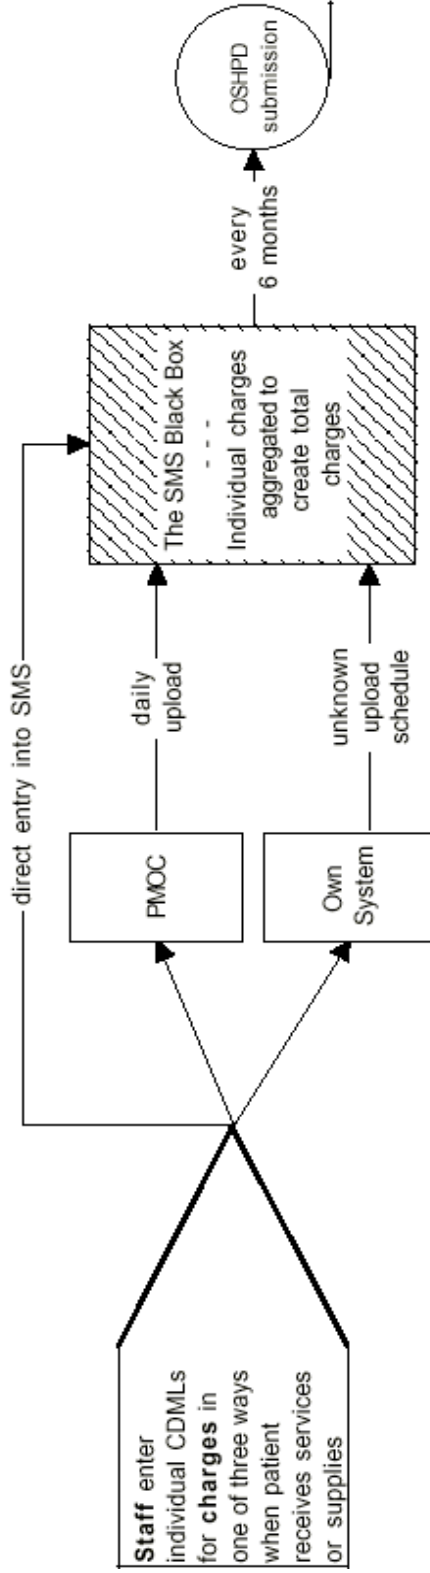 Staff enter
individual CDMLs
for charges in
one of three ways
when patient
receives services
or supplies
direct entry into SMS
PMOC
Own
System
daily
upload
unknown
upload
schedule
The SMS Black Box
- - -
Individual charges
aggregated to
create total
charges
every
6 months
OSHPD
submission